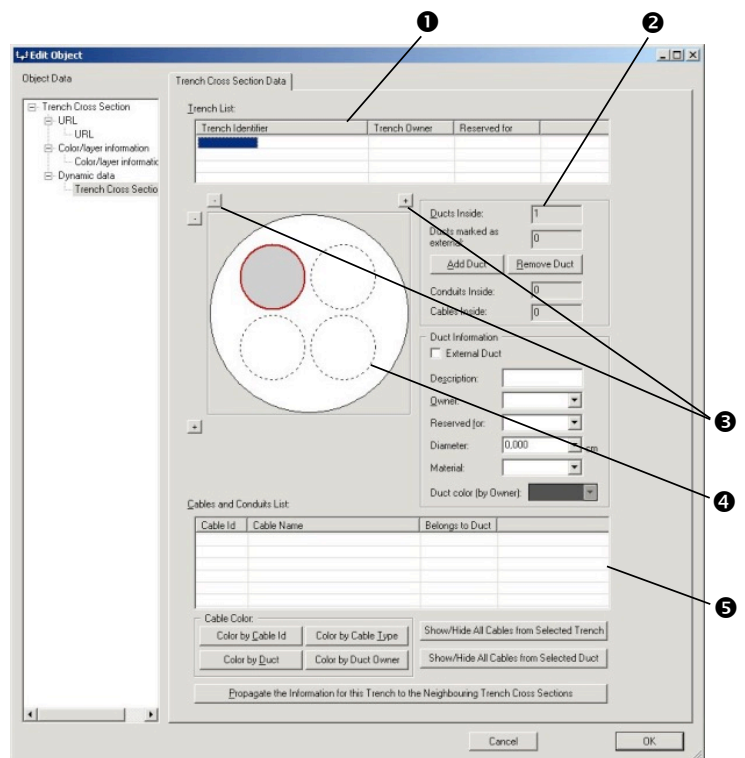 ❶
❷
Edit Object
Object Data
Trench Cross Section Data
Trench Cross Section
URL
URL
Color/layer information
Color/layer informatic
Dynamic data
Trench Cross Sectio
Trench List:
Trench Identifier Trench Owner Reserved for
- +
-
+
Ducts Inside: 1
Ducts marked as external: 0
Add Duct Remove Duct
Conduits Inside: 0
Cables Inside: 0
Duct Information
External Duct
Description:
Owner:
Reserved for:
Diameter: 0,000 cm
Material:
Duct color (by Owner):
❸
❹
Cables and Conduits List:
Cable Id Cable Name Belongs to Duct
❺
Cable Color:
Color by Cable Id Color by Cable Type
Color by Duct Color by Duct Owner
Show/Hide All Cables from Selected Trench
Show/Hide All Cables from Selected Duct
Propagate the Information for this Trench to the Neighbouring Trench Cross Sections
Cancel OK